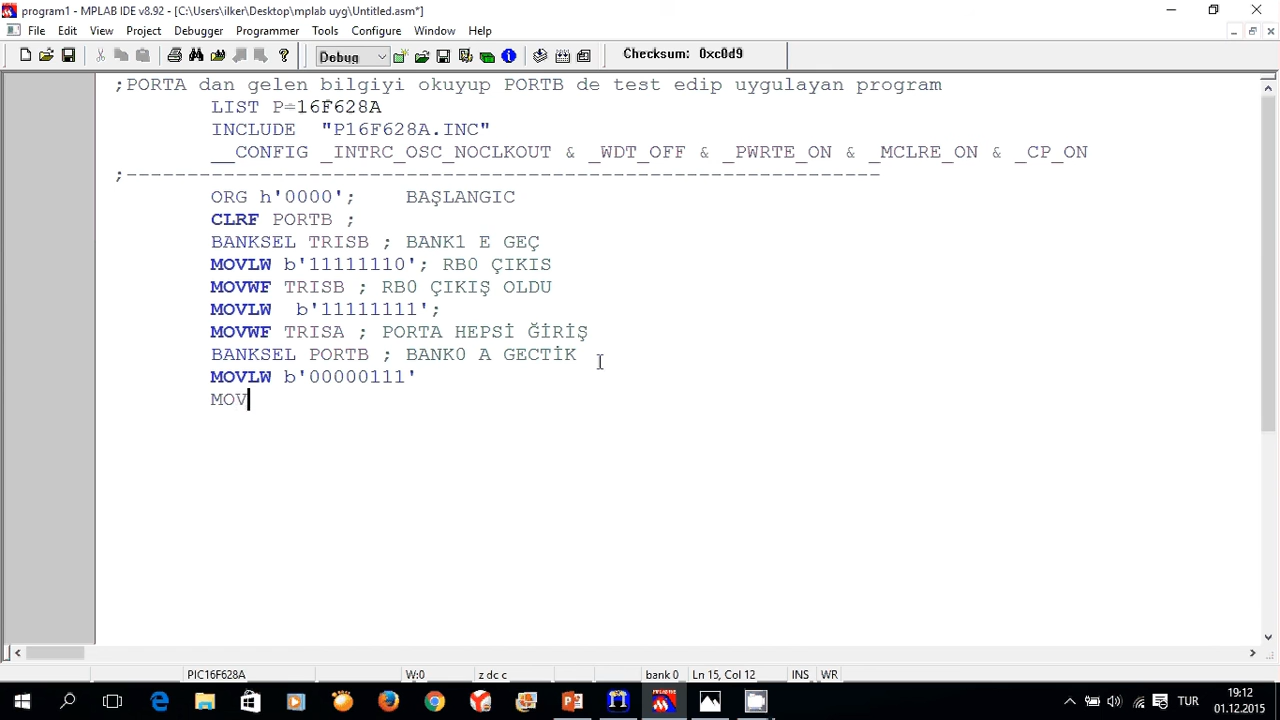 program1 - MPLAB IDE v8.92 - [C:\Users\ilker\Desktop\mplab uyg\Untitled.asm*]
File Edit View Project Debugger Programmer Tools Configure Window Help
Debug Checksum: 0xc0d9
;PORTA dan gelen bilgiyi okuyup PORTB de test edip uygulayan program
LIST P=16F628A
INCLUDE "P16F628A.INC"
__CONFIG _INTRC_OSC_NOCLKOUT & _WDT_OFF & _PWRTE_ON & _MCLRE_ON & _CP_ON
;--------------------------------------------------------------
ORG h'0000'; BAŞLANGIC
CLRF PORTB ;
BANKSEL TRISB ; BANK1 E GEÇ
MOVLW b'11111110'; RB0 ÇIKIS
MOVWF TRISB ; RB0 ÇIKIŞ OLDU
MOVLW b'11111111';
MOVWF TRISA ; PORTA HEPSİ ĞİRİŞ
BANKSEL PORTB ; BANK0 A GECTİK
MOVLW b'00000111'
MOV
PIC16F628A W:0 z dc c bank 0 Ln 15, Col 12 INS WR
TUR 19:12
01.12.2015